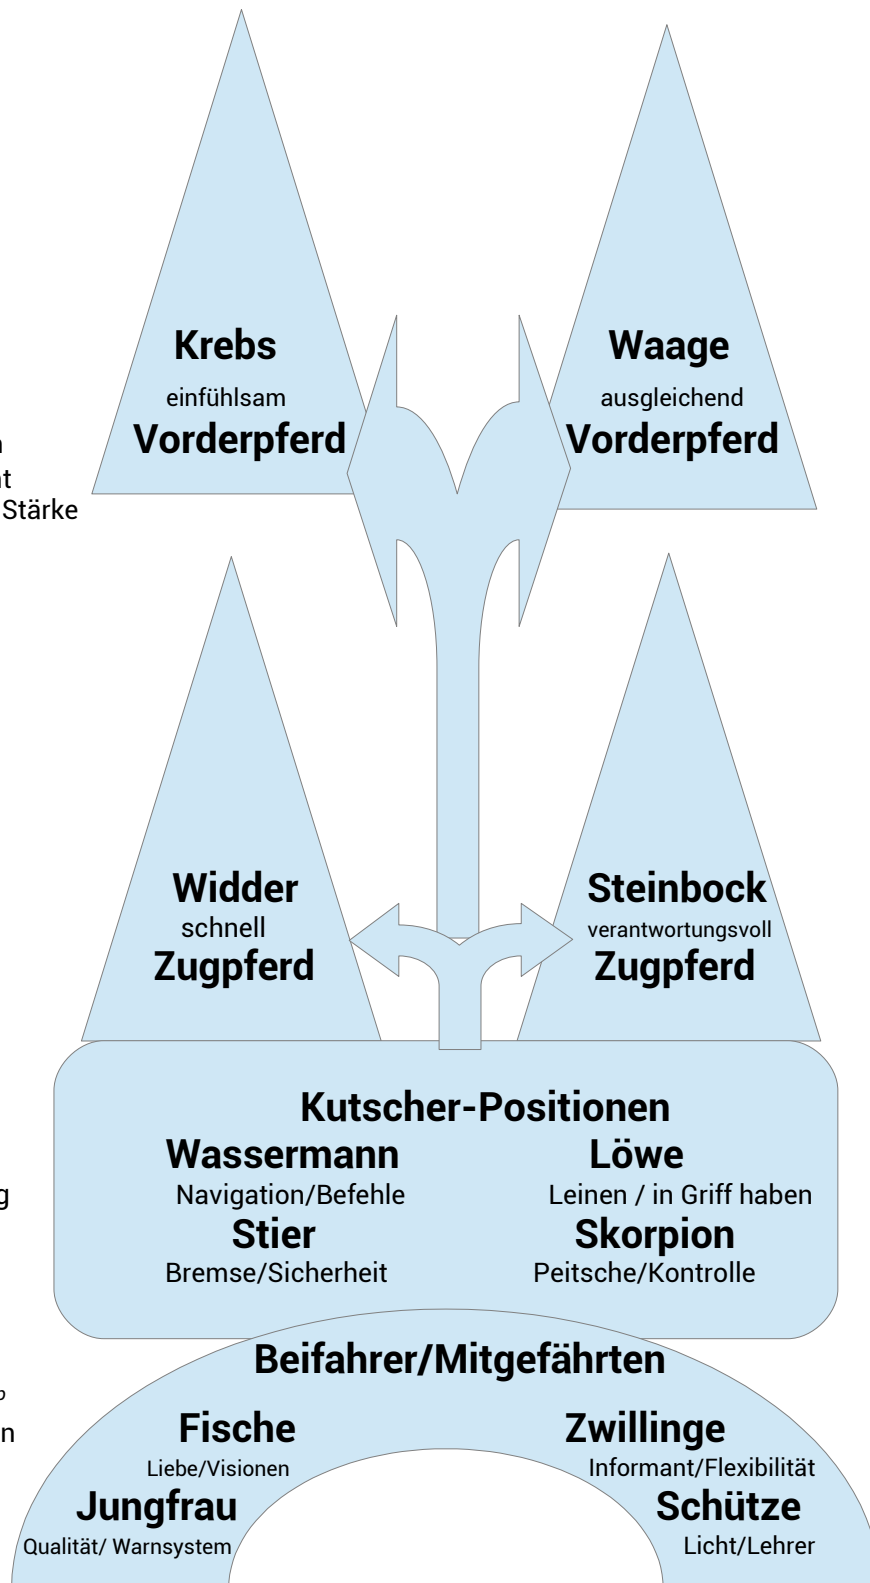 Krebs
einfühlsam
Vorderpferd
Waage
ausgleichend
Vorderpferd
Stärke
Widder
schnell
Zugpferd
Steinbock
verantwortungsvoll
Zugpferd
Kutscher-Positionen
Wassermann
Navigation/Befehle
Löwe
Leinen / in Griff haben
Stier
Bremse/Sicherheit
Skorpion
Peitsche/Kontrolle
Beifahrer/Mitgefährten
Fische
Liebe/Visionen
Zwillinge
Informant/Flexibilität
Jungfrau
Qualität/ Warnsystem
Schütze
Licht/Lehrer